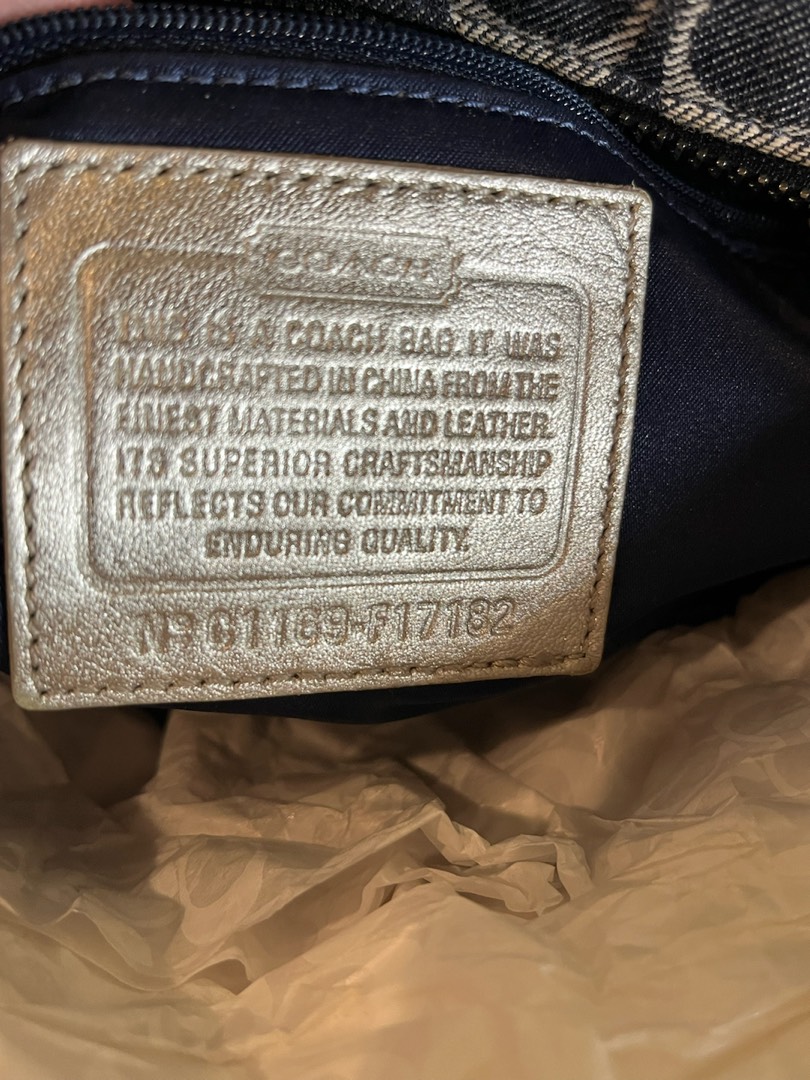 COACH
THIS IS A COACH BAG. IT WAS
HANDCRAFTED IN CHINA FROM THE
FINEST MATERIALS AND LEATHER.
ITS SUPERIOR CRAFTSMANSHIP
REFLECTS OUR COMMITMENT TO
ENDURING QUALITY.
Nº C1169-F17182